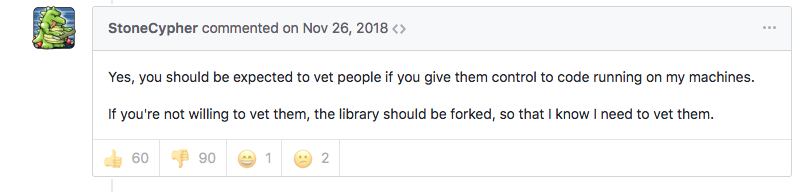 StoneCypher commented on Nov 26, 2018
Yes, you should be expected to vet people if you give them control to code running on my machines.
If you're not willing to vet them, the library should be forked, so that I know I need to vet them.
60 90 1 2